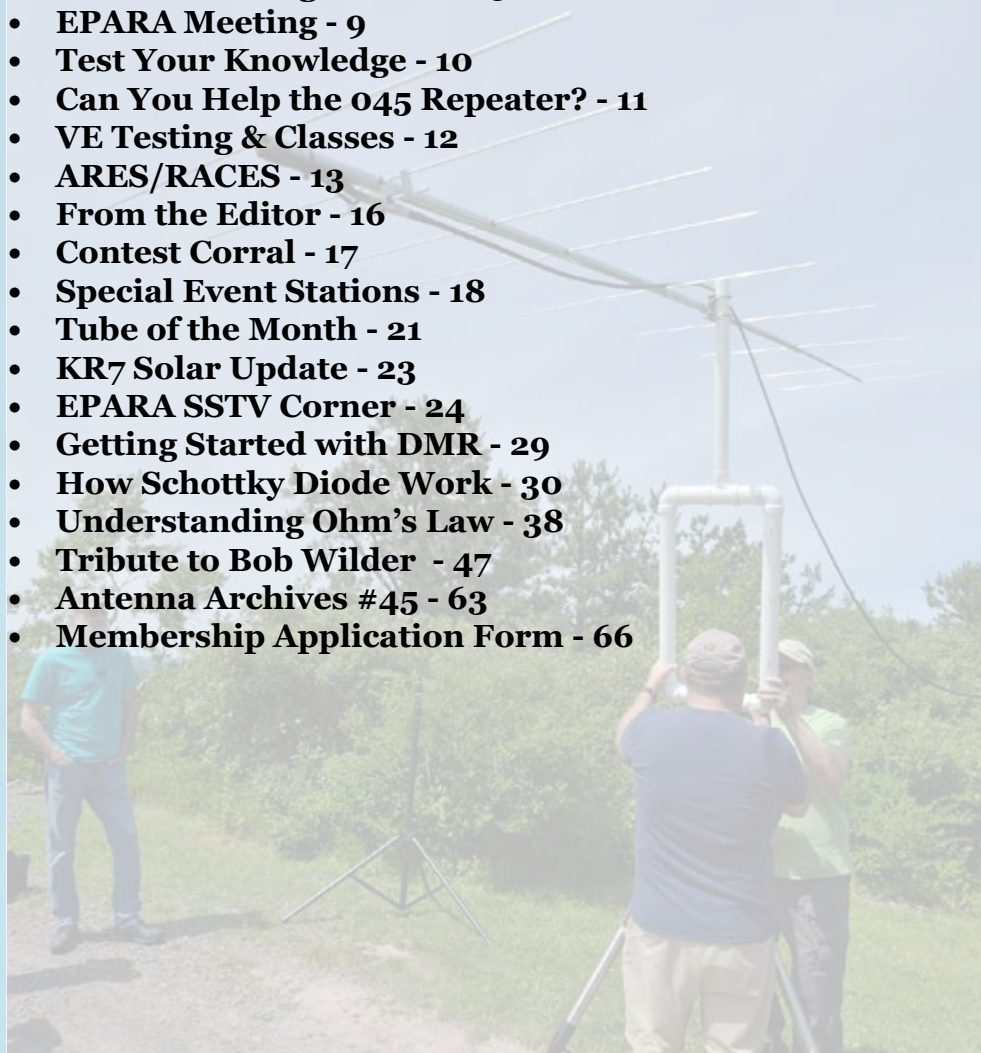 • EPARA Meeting - 9
• Test Your Knowledge - 10
• Can You Help the 045 Repeater? - 11
• VE Testing & Classes - 12
• ARES/RACES - 13
• From the Editor - 16
• Contest Corral - 17
• Special Event Stations - 18
• Tube of the Month - 21
• KR7 Solar Update - 23
• EPARA SSTV Corner - 24
• Getting Started with DMR - 29
• How Schottky Diode Work - 30
• Understanding Ohm’s Law - 38
• Tribute to Bob Wilder - 47
• Antenna Archives #45 - 63
• Membership Application Form - 66